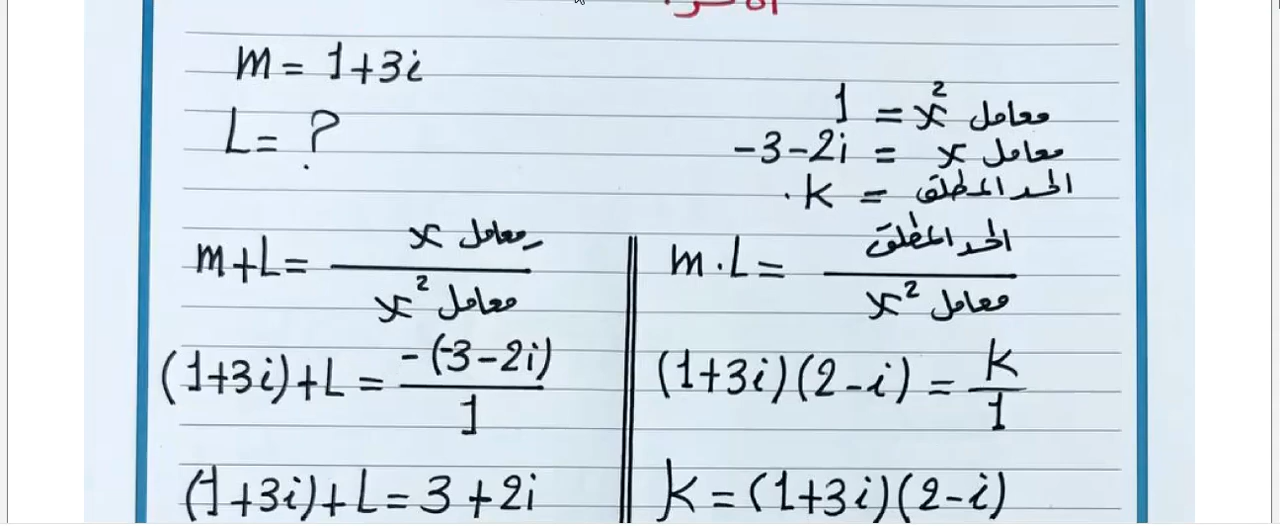 m = 1+3i
L = ?
معامل x² = 1
معامل x = -3-2i
الحد المطلق = k.
m+L = معامل x / معامل x²
(1+3i)+L = -(-3-2i) / 1
(1+3i)+L = 3+2i
m.L = الحد المطلق / معامل x²
(1+3i)(2-i) = k / 1
k = (1+3i)(2-i)